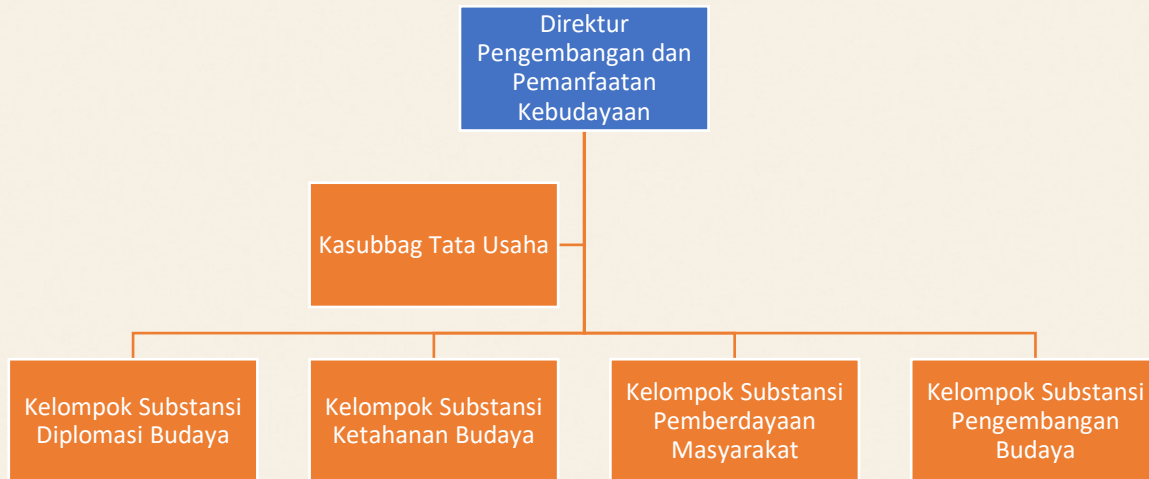 Direktur
Pengembangan dan
Pemanfaatan
Kebudayaan
Kasubbag Tata Usaha
Kelompok Substansi
Diplomasi Budaya
Kelompok Substansi
Ketahanan Budaya
Kelompok Substansi
Pemberdayaan
Masyarakat
Kelompok Substansi
Pengembangan
Budaya